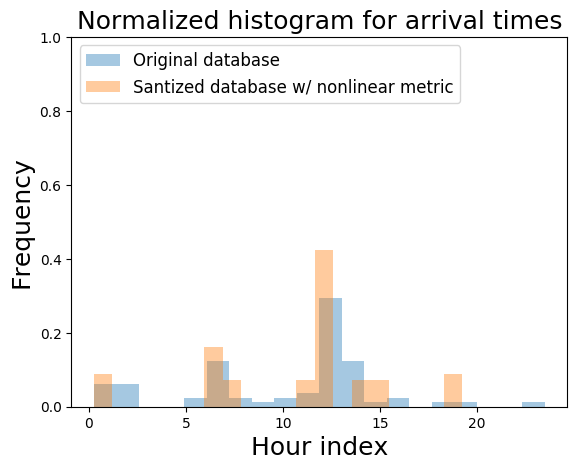 Normalized histogram for arrival times
1.0
Original database
Santized database w/ nonlinear metric
0.8
0.6
Frequency
0.4
0.2
0.0
0 5 10 15 20
Hour index